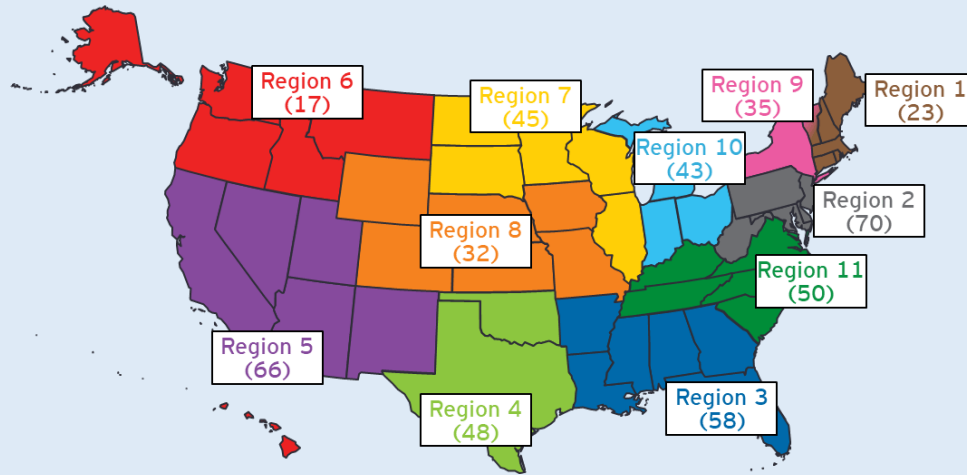 Region 6
(17)
Region 7
(45)
Region 9
(35)
Region 1
(23)
Region 10
(43)
Region 2
(70)
Region 8
(32)
Region 11
(50)
Region 5
(66)
Region 4
(48)
Region 3
(58)